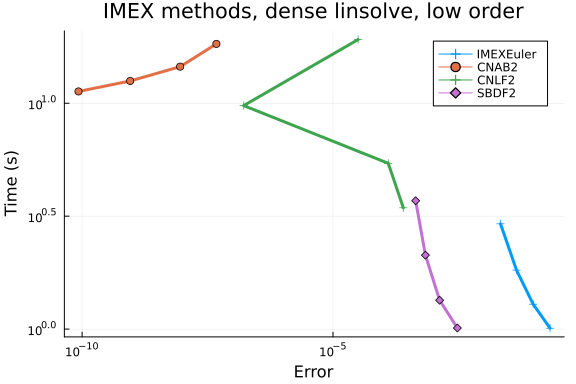 IMEX methods, dense linsolve, low order
IMEXEuler
CNAB2
CNLF2
SBDF2
10^1.0
10^0.5
10^0.0
Time (s)
10^-10
10^-5
Error